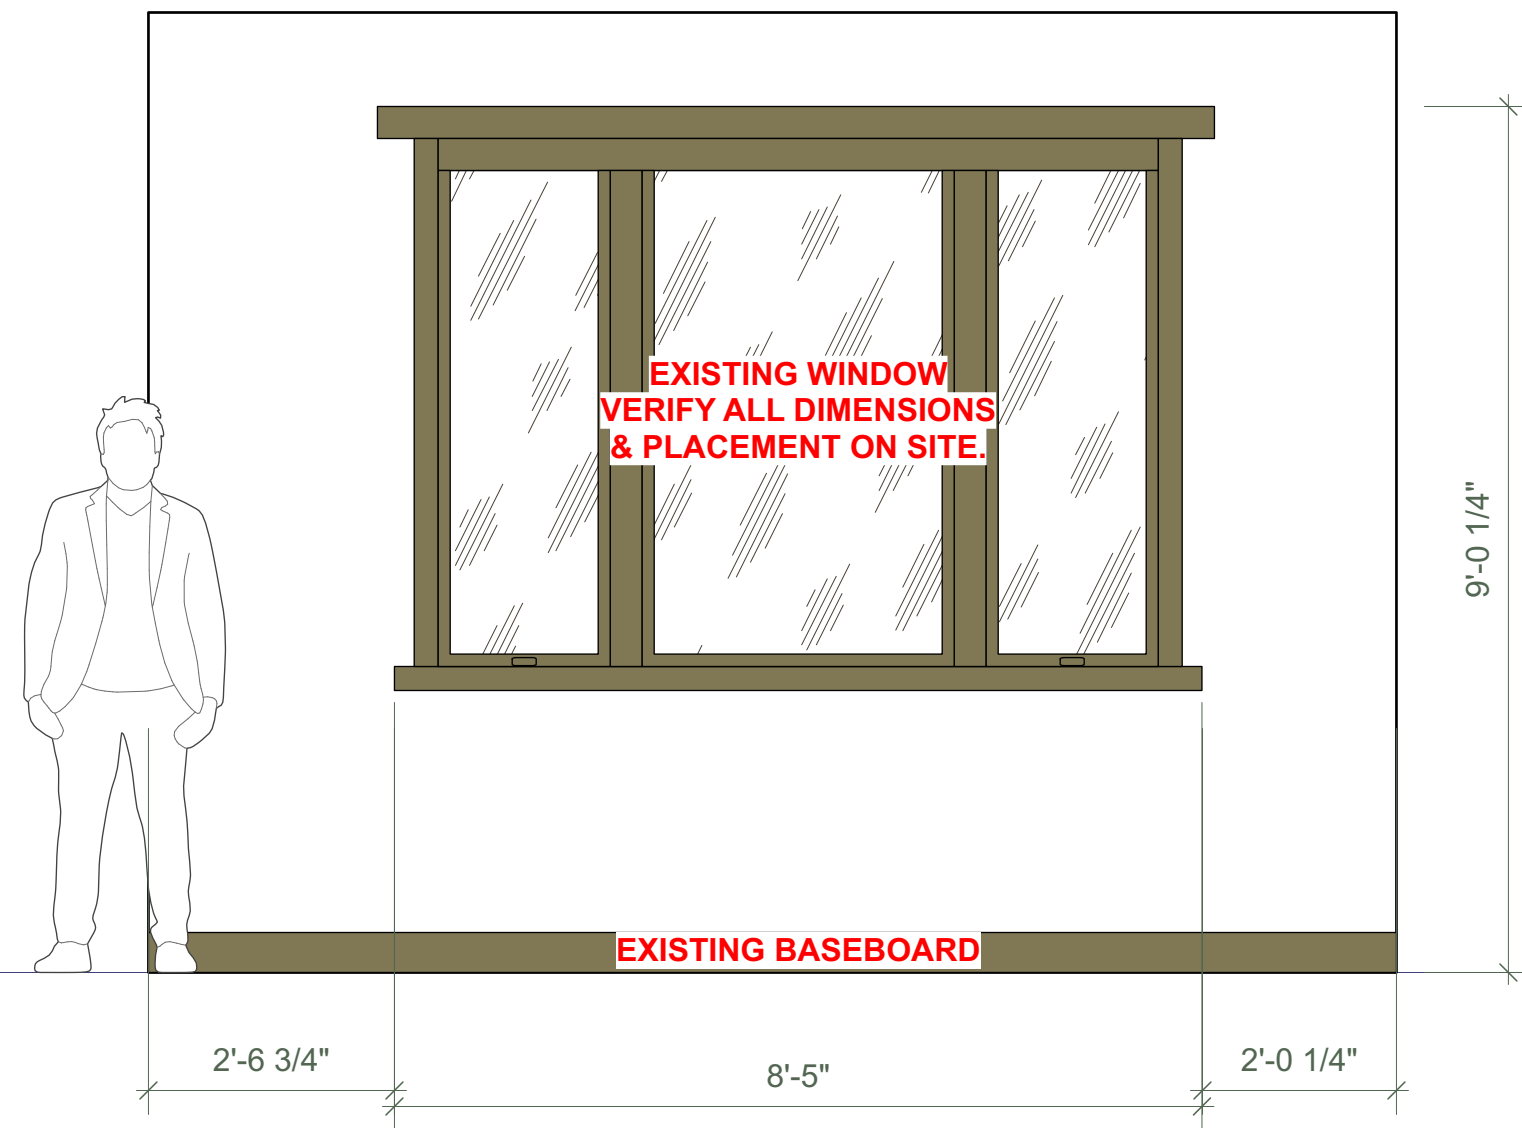 EXISTING WINDOW
VERIFY ALL DIMENSIONS
& PLACEMENT ON SITE.
9'-0 1/4"
EXISTING BASEBOARD
2'-6 3/4"
8'-5"
2'-0 1/4"